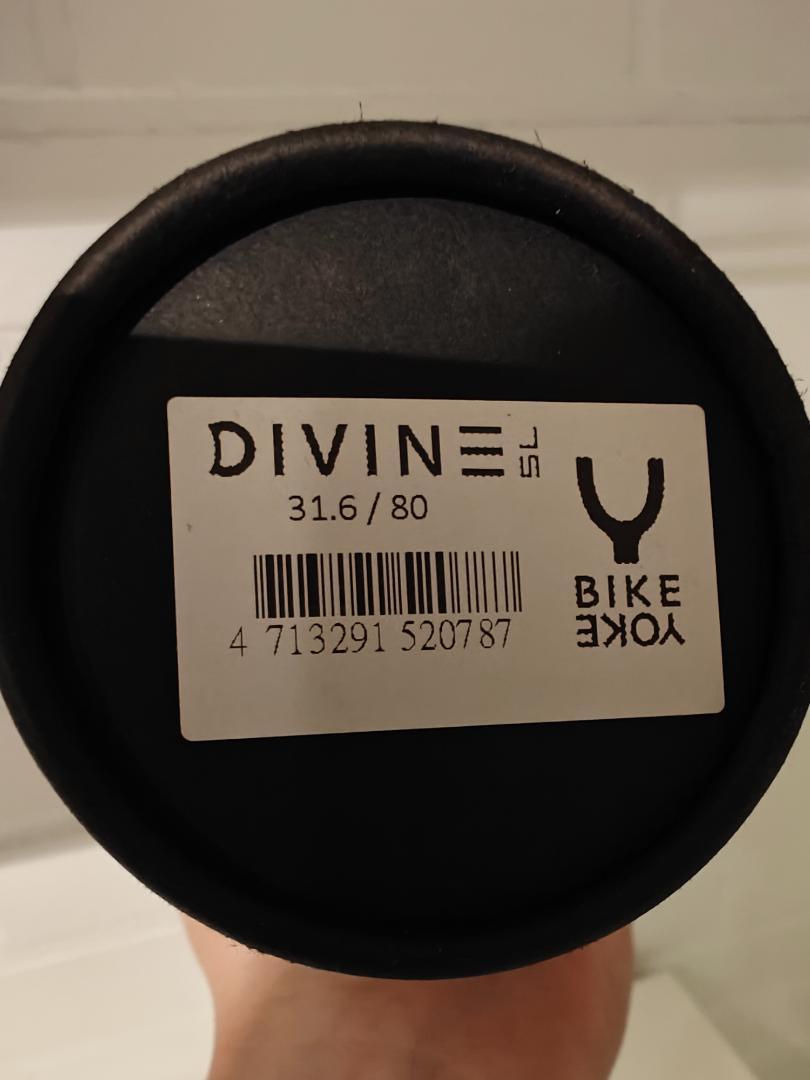 DIVINE SL
31.6 / 80
4 713291 520787
BIKE
YOKE